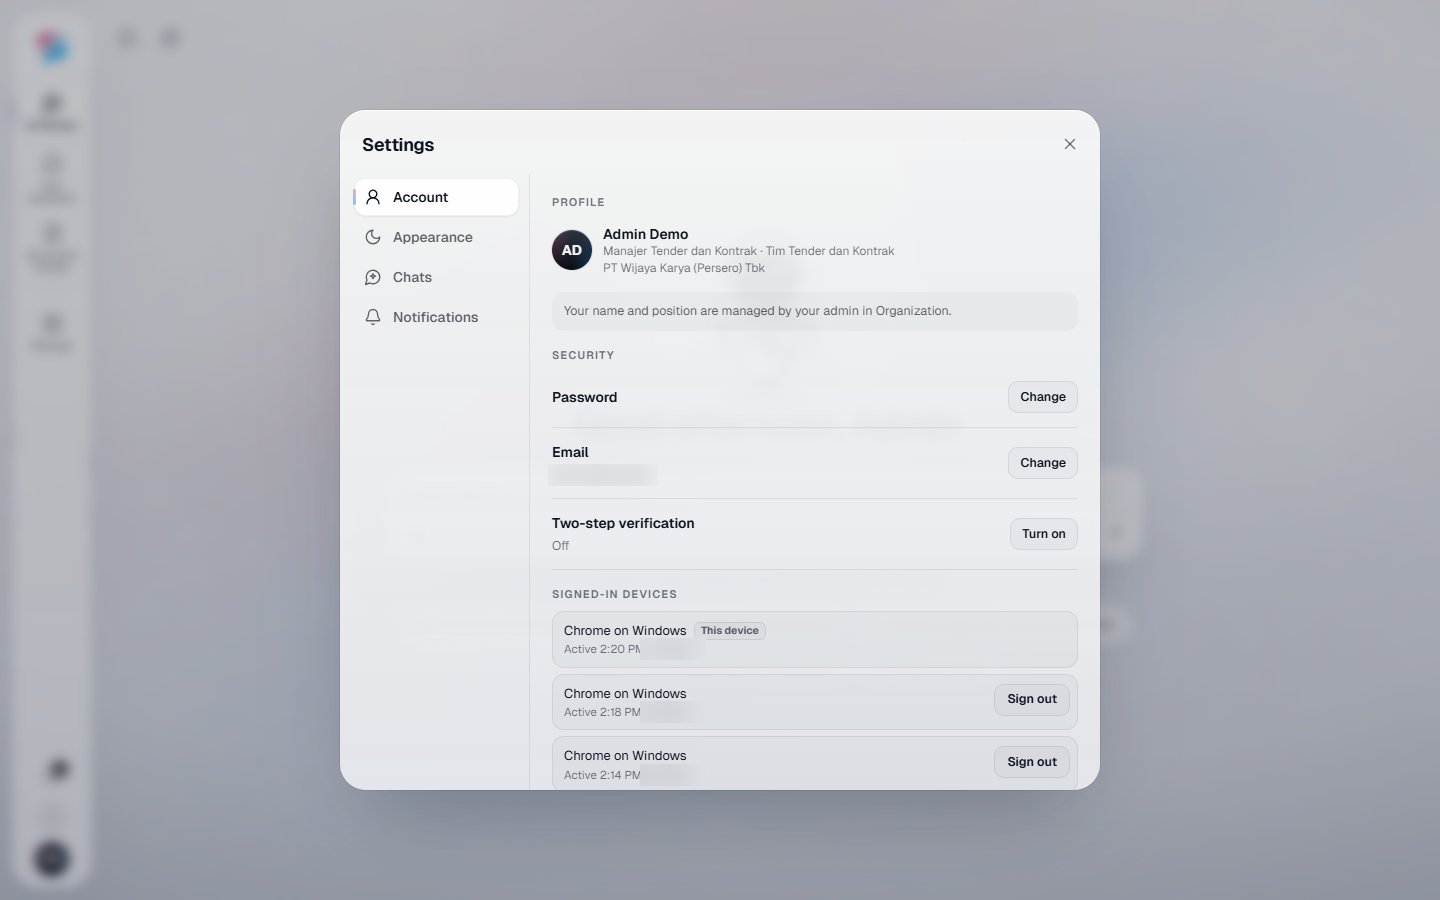 Settings
Account
Appearance
Chats
Notifications
PROFILE
AD
Admin Demo
Manajer Tender dan Kontrak · Tim Tender dan Kontrak
PT Wijaya Karya (Persero) Tbk
Your name and position are managed by your admin in Organization.
SECURITY
Password
Change
Email
Change
Two-step verification
Off
Turn on
SIGNED-IN DEVICES
Chrome on Windows This device
Active 2:20 PM
Chrome on Windows
Active 2:18 PM
Sign out
Chrome on Windows
Active 2:14 PM
Sign out